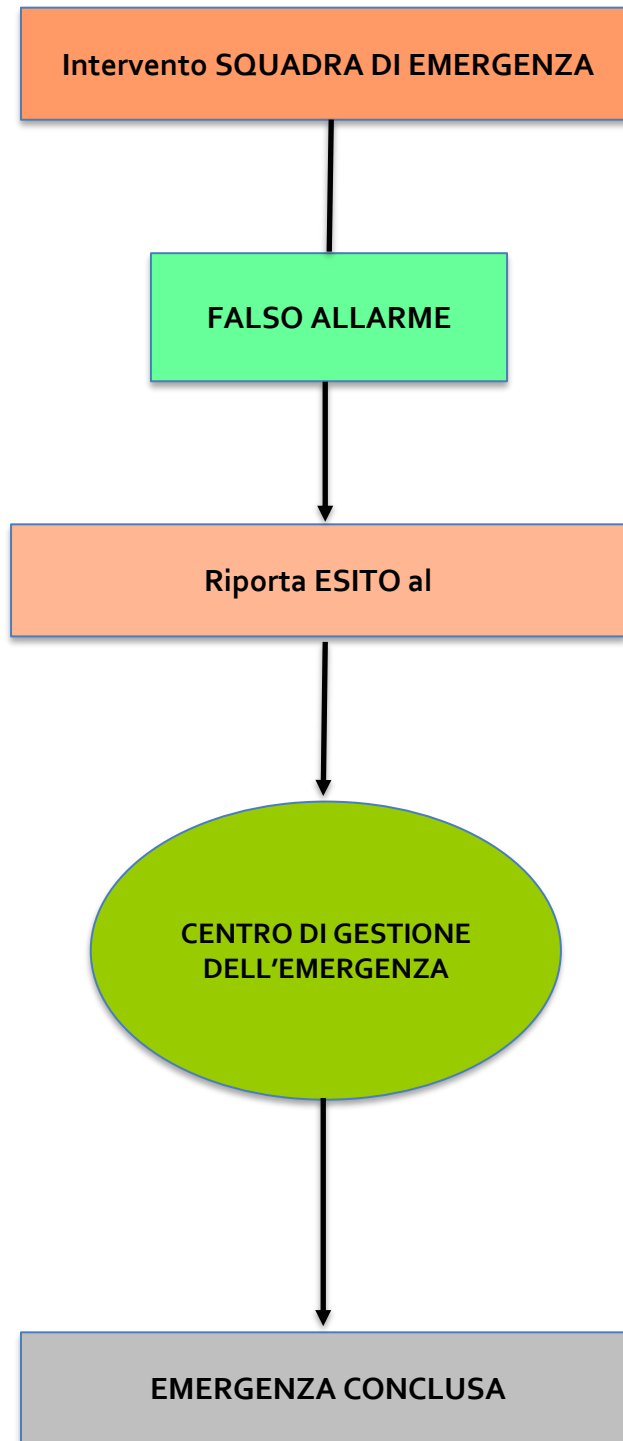 Intervento SQUADRA DI EMERGENZA
FALSO ALLARME
Riporta ESITO al
CENTRO DI GESTIONE
DELL’EMERGENZA
EMERGENZA CONCLUSA